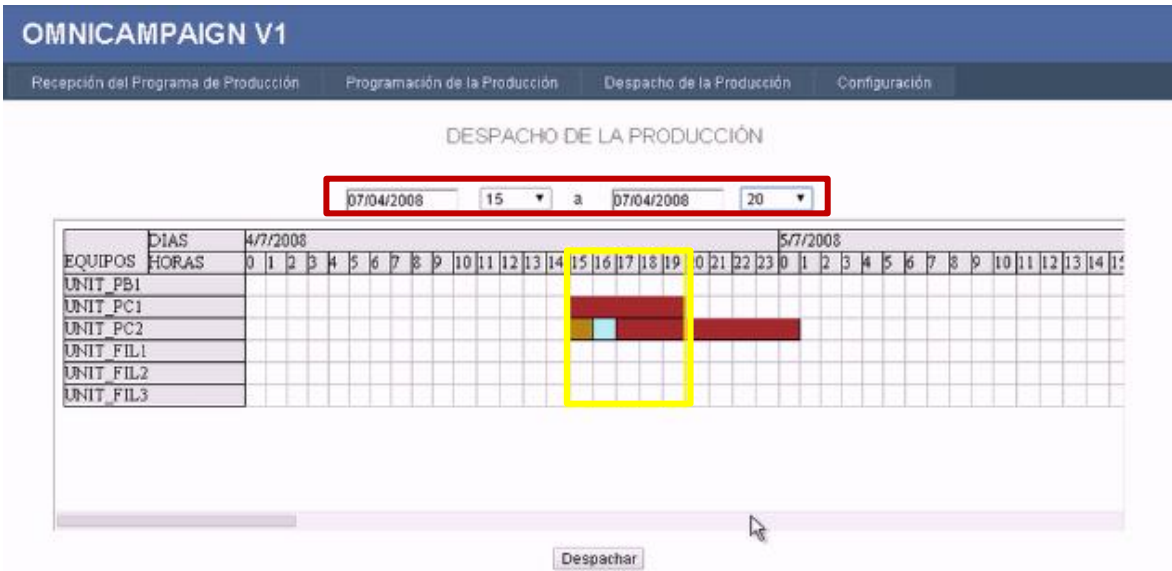 OMNICAMPAIGN V1
Recepción del Programa de Producción Programación de la Producción Despacho de la Producción Configuración
DESPACHO DE LA PRODUCCIÓN
07/04/2008 15 a 07/04/2008 20
DIAS 4/7/2008 5/7/2008
EQUIPOS HORAS 0 1 2 3 4 5 6 7 8 9 10 11 12 13 14 15 16 17 18 19 0 21 22 23 0 1 2 3 4 5 6 7 8 9 10 11 12 13 14
UNIT_PB1
UNIT_PC1
UNIT_PC2
UNIT_FIL1
UNIT_FIL2
UNIT_FIL3
Despachar